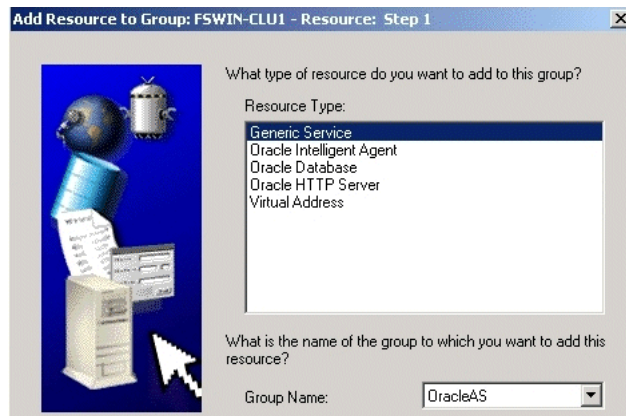 Add Resource to Group: FSWIN-CLU1 - Resource: Step 1
What type of resource do you want to add to this group?
Resource Type:
Generic Service
Oracle Intelligent Agent
Oracle Database
Oracle HTTP Server
Virtual Address
What is the name of the group to which you want to add this
resource?
Group Name: OracleAS